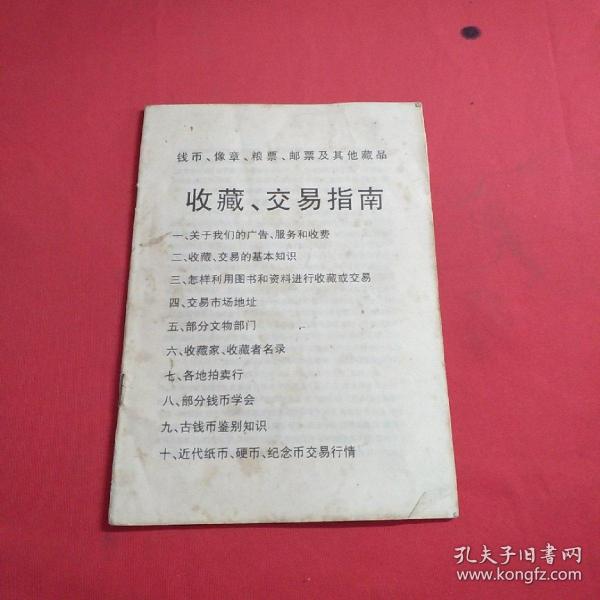 钱币、像章、粮票、邮票及其他藏品
收藏、交易指南
一、关于我们的广告、服务和收费
二、收藏、交易的基本知识
三、怎样利用图书和资料进行收藏或交易
四、交易市场地址
五、部分文物部门
六、收藏家、收藏者名录
七、各地拍卖行
八、部分钱币学会
九、古钱币鉴别知识
十、近代纸币、硬币、纪念币交易行情
孔夫子旧书网
www.kongfz.com